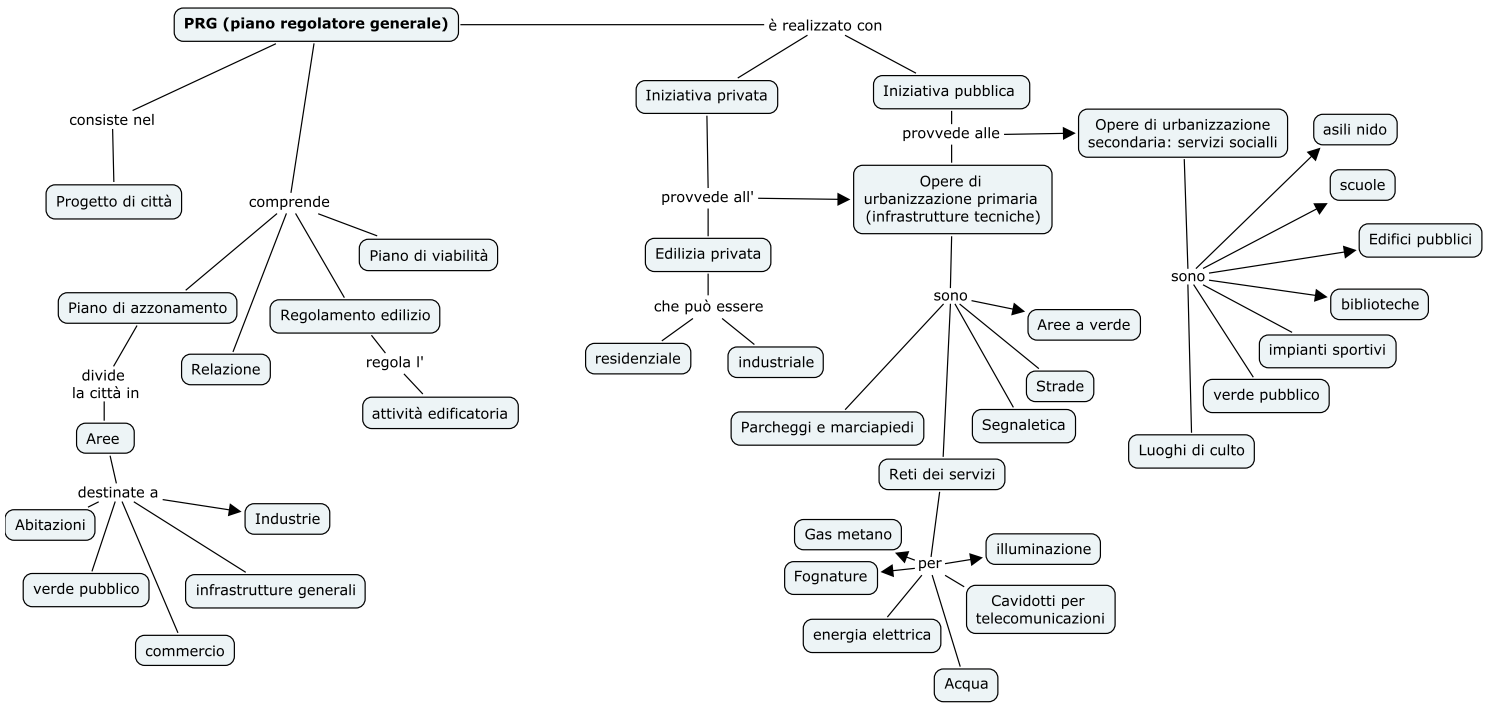 PRG (piano regolatore generale)
è realizzato con
consiste nel
Progetto di città
comprende
Piano di viabilità
Piano di azzonamento
Regolamento edilizio
Relazione
regola l'
attività edificatoria
divide
la città in
Aree
destinate a
Abitazioni
Industrie
verde pubblico
infrastrutture generali
commercio
Iniziativa privata
Iniziativa pubblica
provvede all'
provvede alle
Edilizia privata
che può essere
residenziale
industriale
Opere di
urbanizzazione primaria
(infrastrutture tecniche)
sono
Aree a verde
Strade
Segnaletica
Parcheggi e marciapiedi
Reti dei servizi
per
Gas metano
illuminazione
Fognature
Cavidotti per
telecomunicazioni
energia elettrica
Acqua
Opere di urbanizzazione
secondaria: servizi socialli
sono
asili nido
scuole
Edifici pubblici
biblioteche
impianti sportivi
verde pubblico
Luoghi di culto